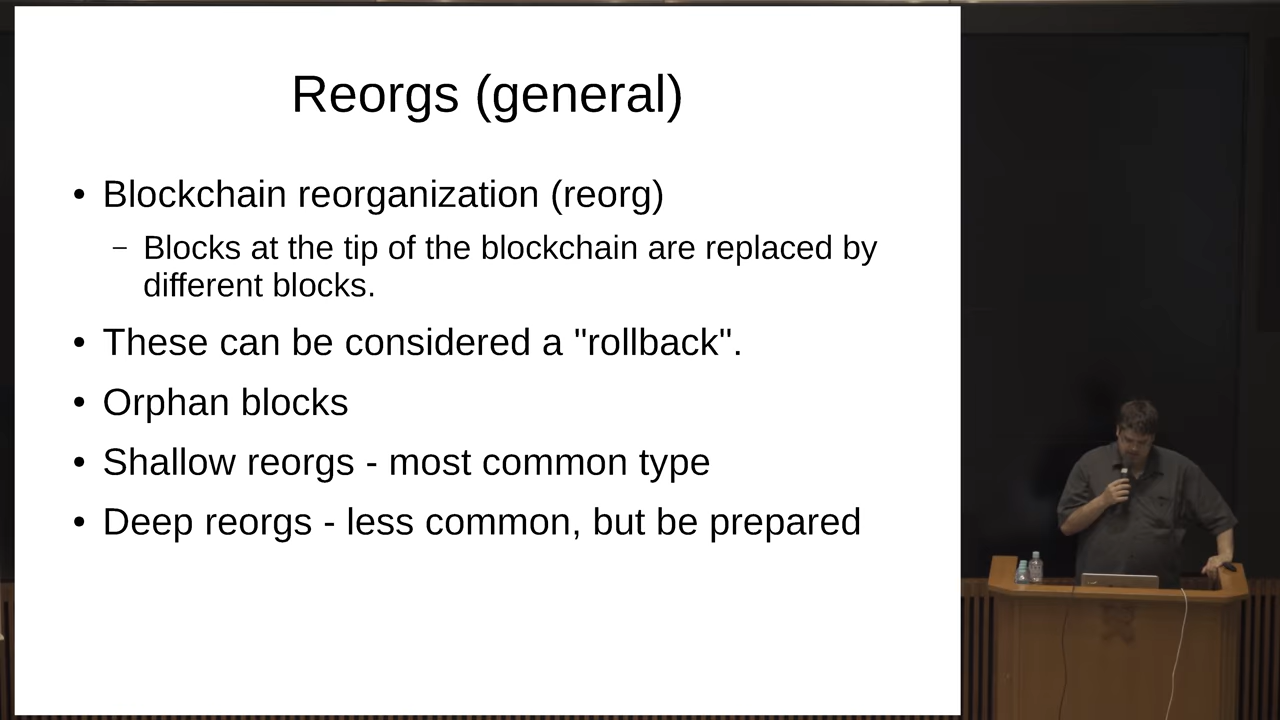 Reorgs (general)
• Blockchain reorganization (reorg)
– Blocks at the tip of the blockchain are replaced by
different blocks.
• These can be considered a "rollback".
• Orphan blocks
• Shallow reorgs - most common type
• Deep reorgs - less common, but be prepared